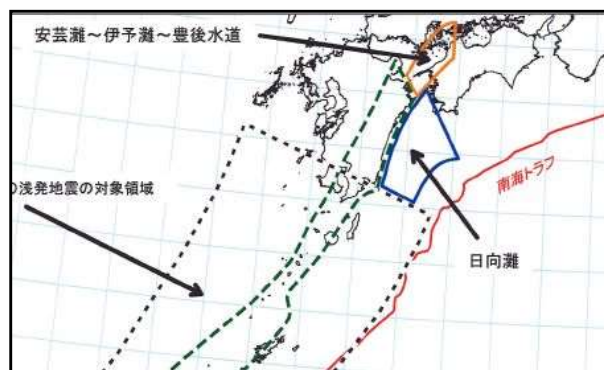 安芸灘～伊予灘～豊後水道
の浅発地震の対象領域
南海トラフ
日向灘